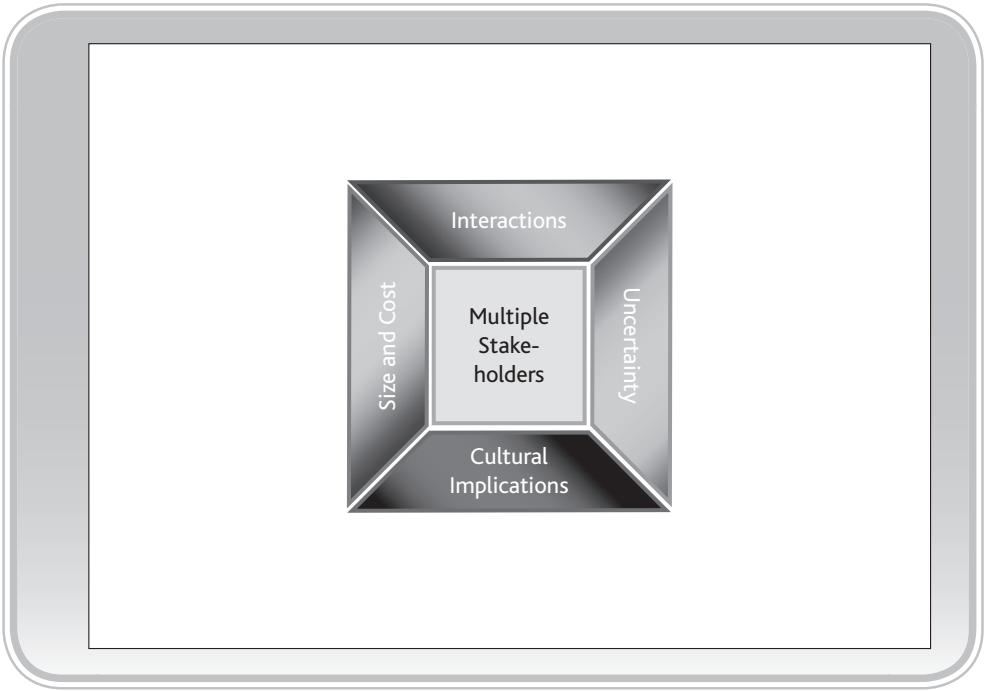 Interactions
Size and Cost
Multiple
Stake-
holders
Uncertainty
Cultural
Implications